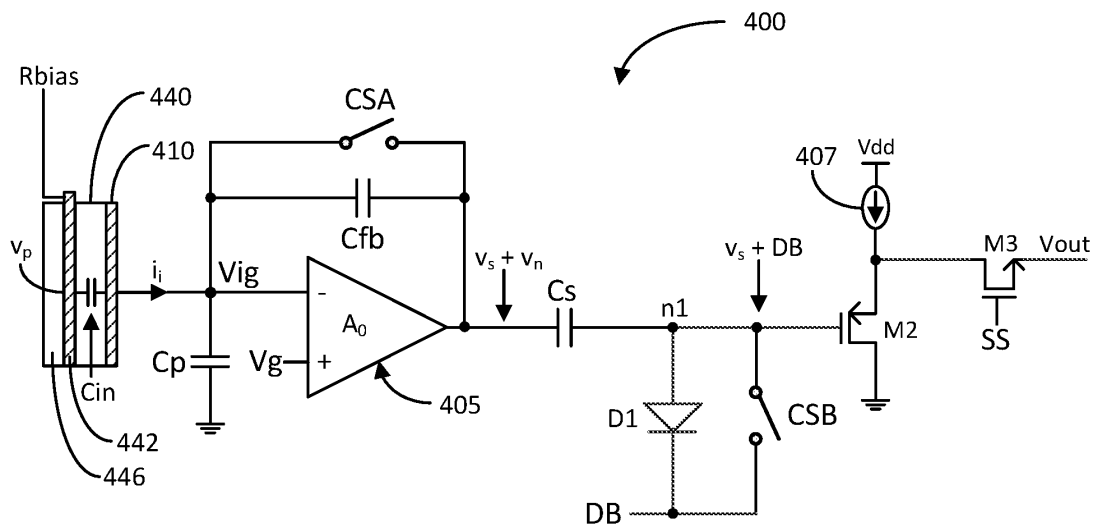 400
Rbias
440
CSA
410
407
Vdd
Cfb
vp
ii
Vig
vs + vn
Cs
vs + DB
n1
M3
Vout
-
A0
M2
SS
Cp
Vg
+
Cin
405
D1
CSB
442
446
DB